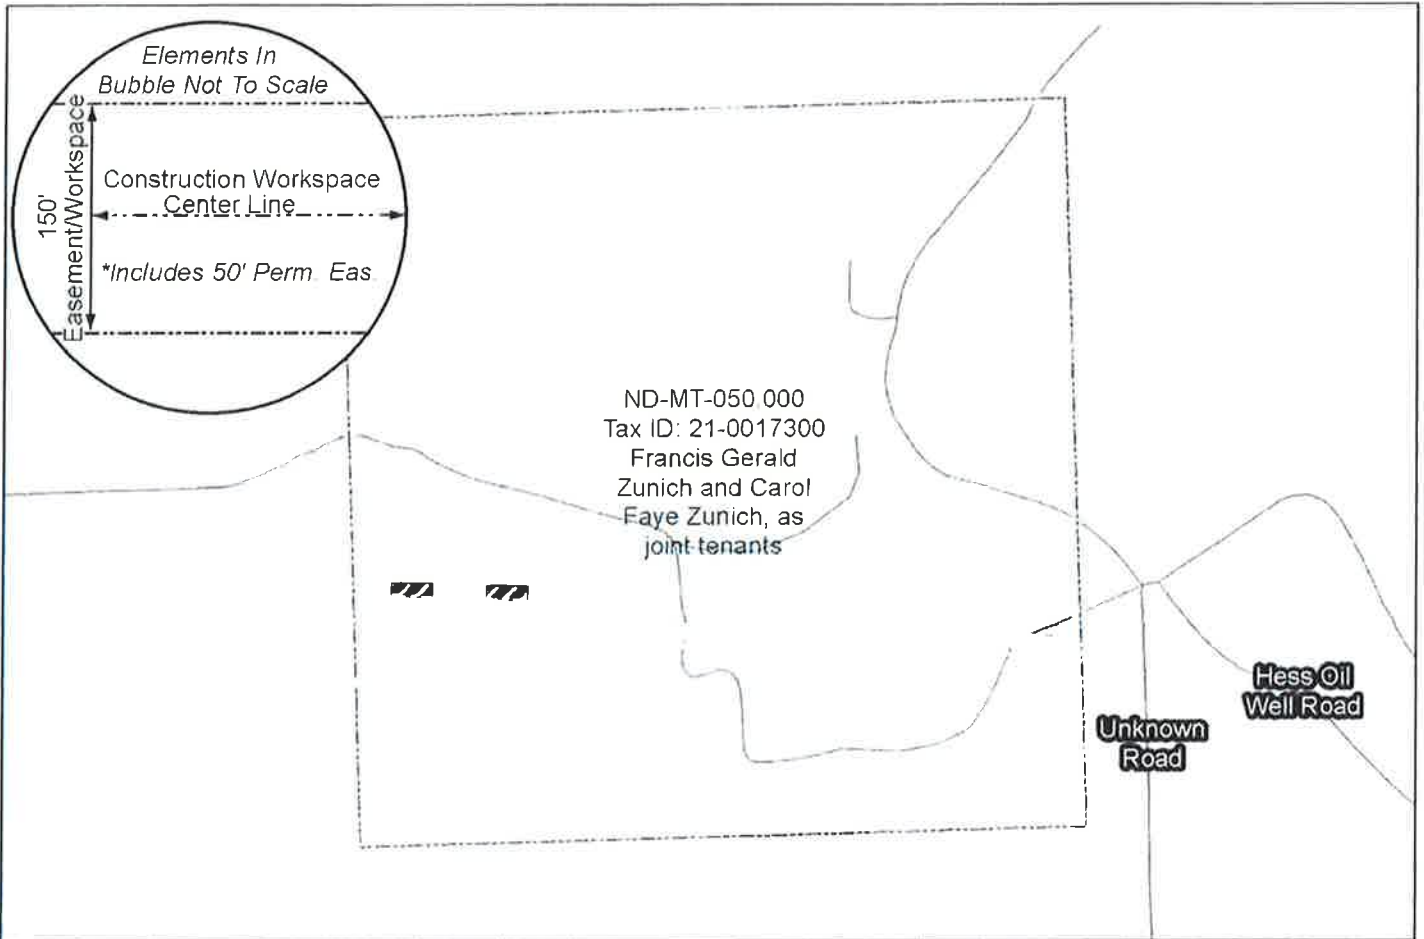 Elements In
Bubble Not To Scale
150'
Easement/Workspace
Construction Workspace
Center Line
*Includes 50' Perm. Eas.
ND-MT-050.000
Tax ID: 21-0017300
Francis Gerald
Zunich and Carol
Faye Zunich, as
joint tenants
Hess Oil
Well Road
Unknown
Road